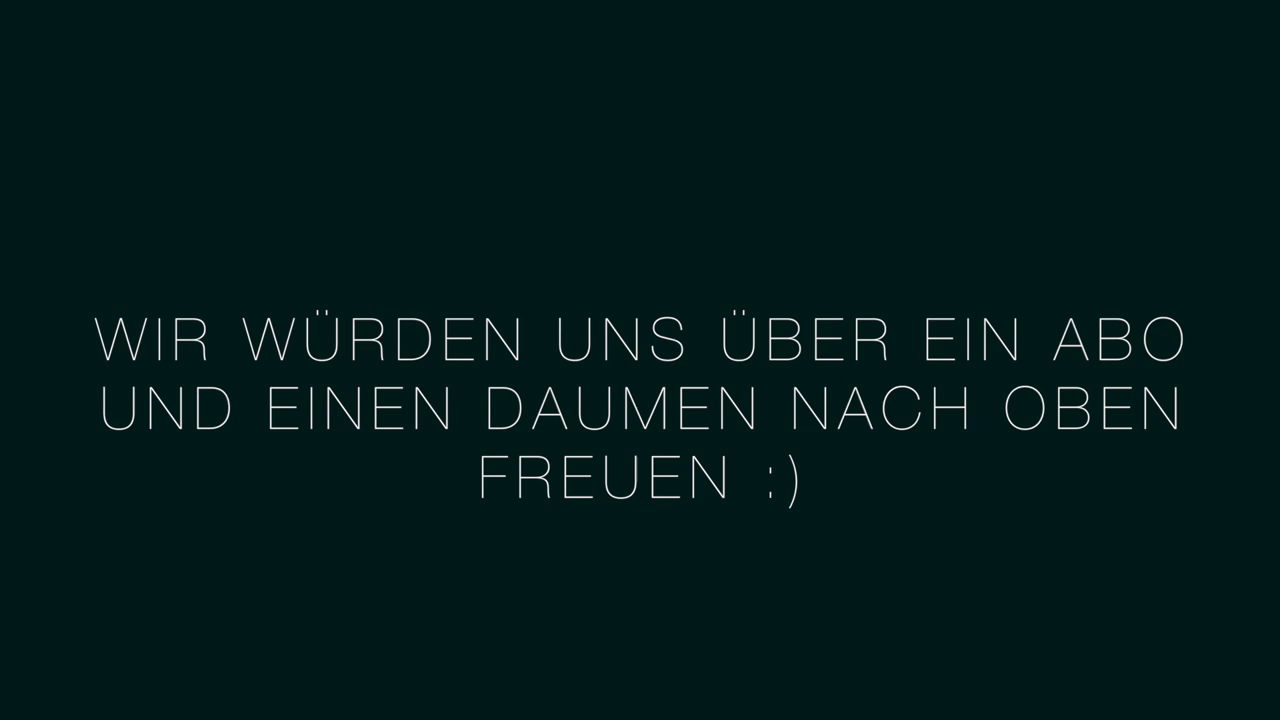 WIR WÜRDEN UNS ÜBER EIN ABO
UND EINEN DAUMEN NACH OBEN
FREUEN :)